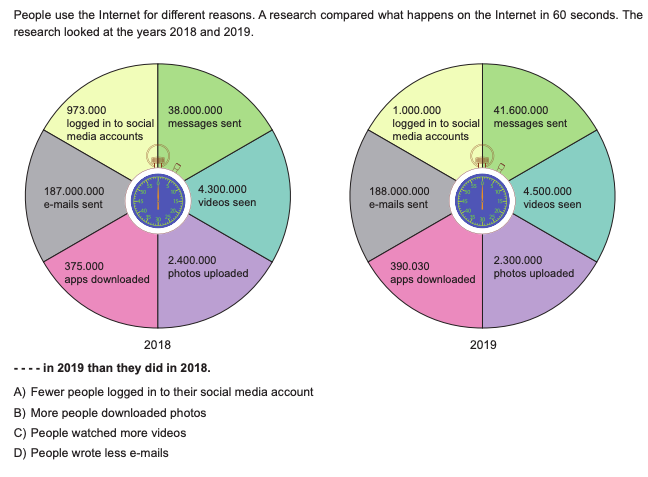 People use the Internet for different reasons. A research compared what happens on the Internet in 60 seconds. The
research looked at the years 2018 and 2019.
973.000
logged in to social
media accounts
38.000.000
messages sent
187.000.000
e-mails sent
4.300.000
videos seen
375.000
apps downloaded
2.400.000
photos uploaded
2018
1.000.000
logged in to social
media accounts
41.600.000
messages sent
188.000.000
e-mails sent
4.500.000
videos seen
390.030
apps downloaded
2.300.000
photos uploaded
2019
- - - - in 2019 than they did in 2018.
A) Fewer people logged in to their social media account
B) More people downloaded photos
C) People watched more videos
D) People wrote less e-mails